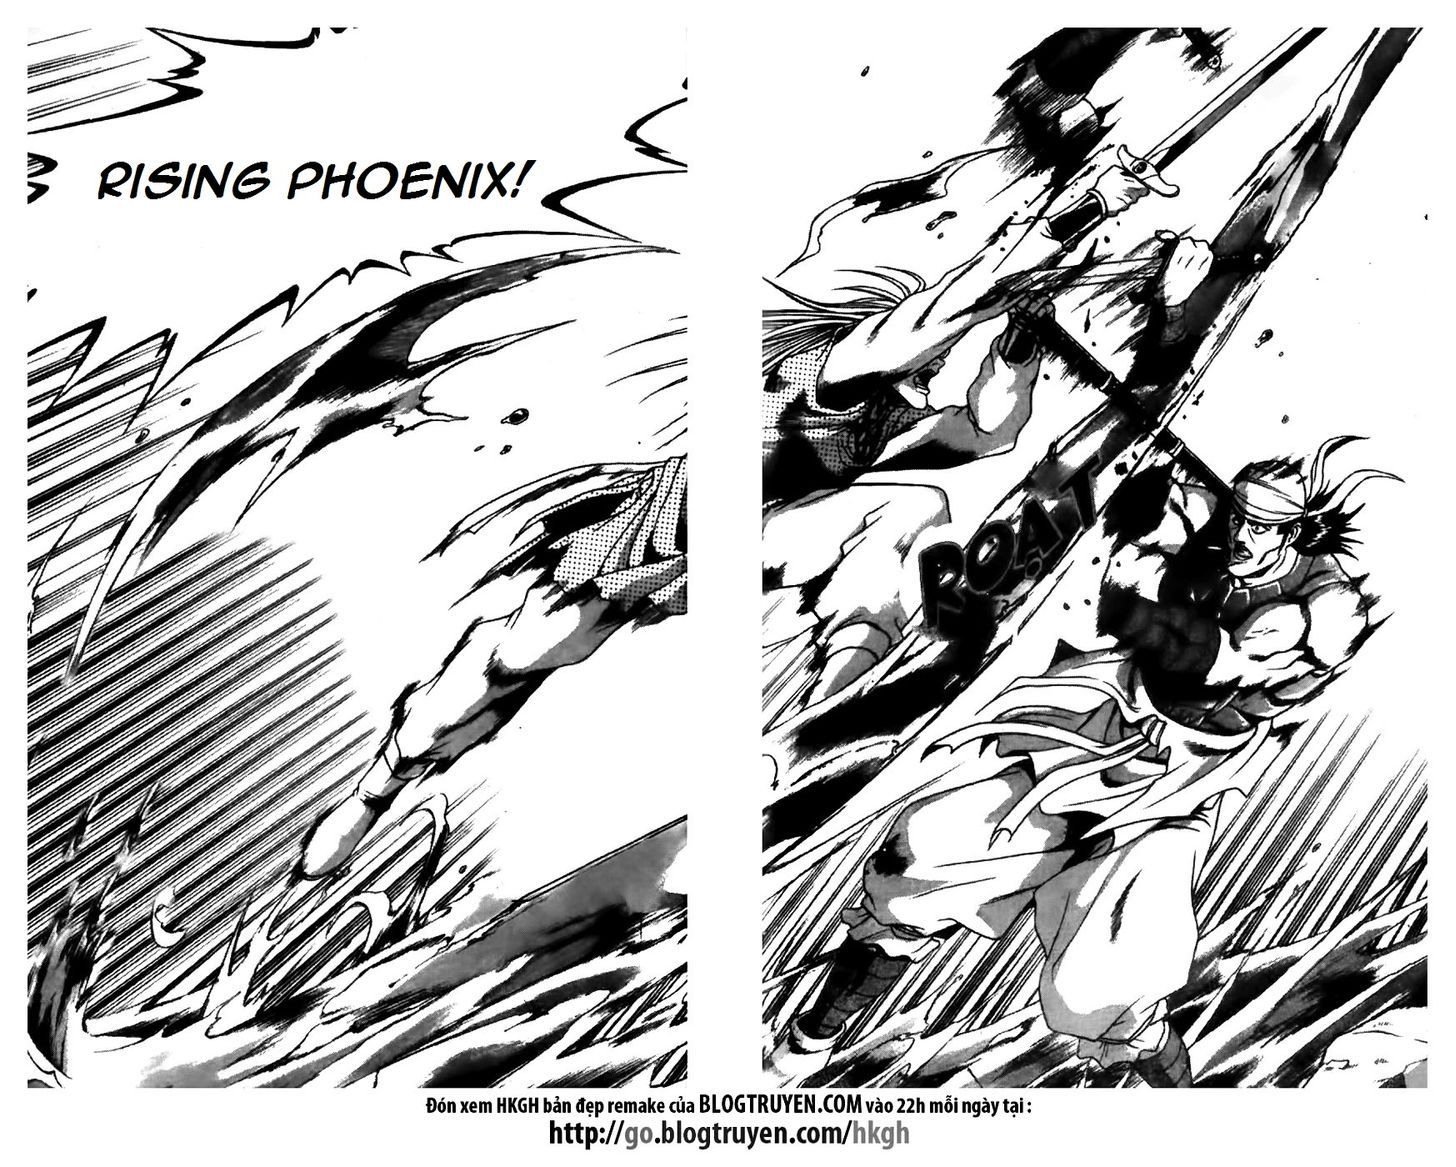 RISING PHOENIX!
ROẠT
Đón xem HKGH bản đẹp remake của BLOGTRUYEN.COM vào 22h mỗi ngày tại :
http://go.blogtruyen.com/hkgh